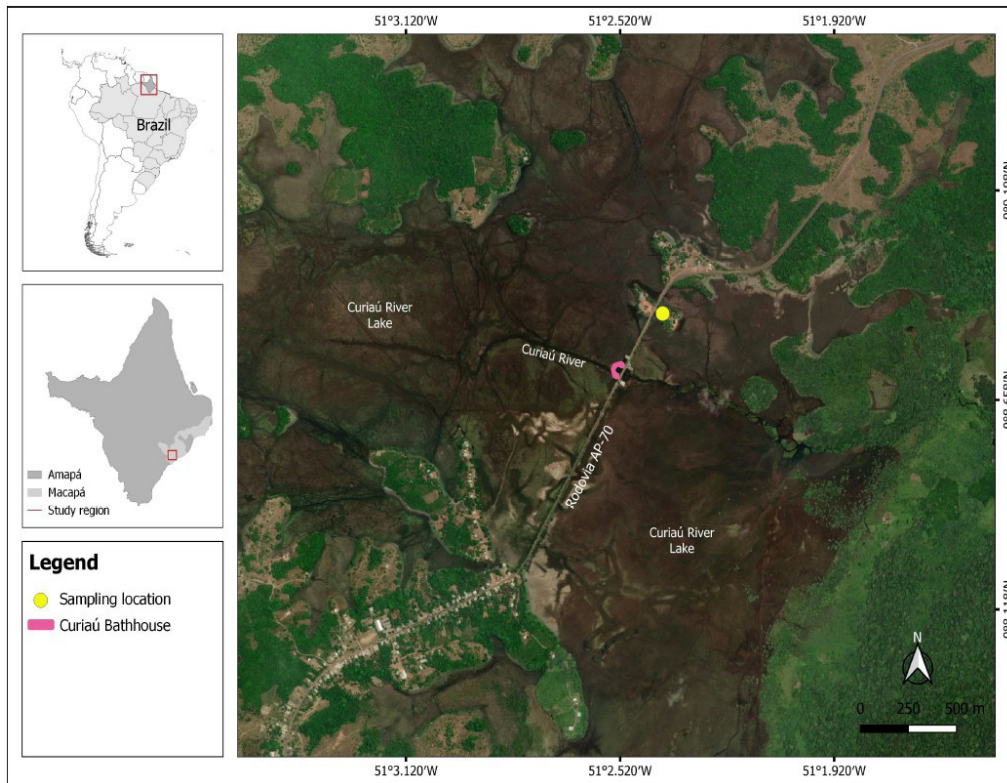 51°3.120'W 51°2.520'W 51°1.920'W
Brazil
Amapá
Macapá
Study region
Legend
Sampling location
Curiaú Bathhouse
Curiaú River
Lake
Curiaú River
Rodovia AP-70
Curiaú River
Lake
N
0 250 500 m
51°3.120'W 51°2.520'W 51°1.920'W